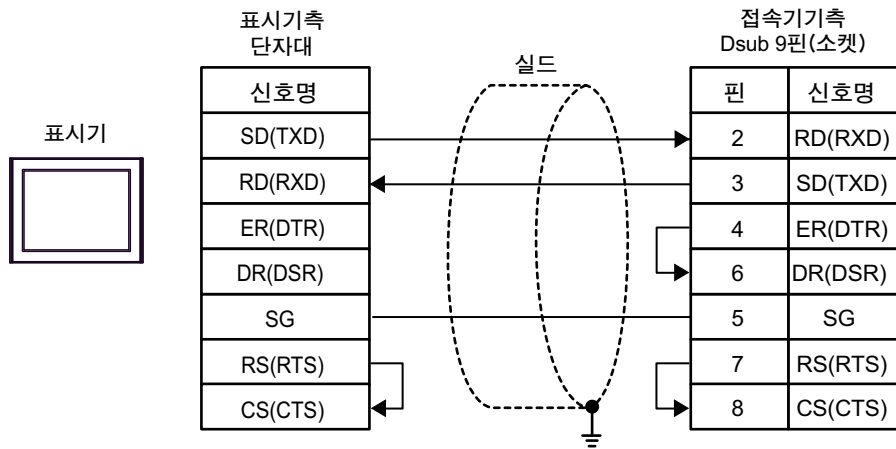 표시기측
단자대
접속기기측
Dsub 9핀(소켓)
실드
표시기
신호명
핀 신호명
SD(TXD)
2 RD(RXD)
RD(RXD)
3 SD(TXD)
ER(DTR)
4 ER(DTR)
DR(DSR)
6 DR(DSR)
SG
5 SG
RS(RTS)
7 RS(RTS)
CS(CTS)
8 CS(CTS)